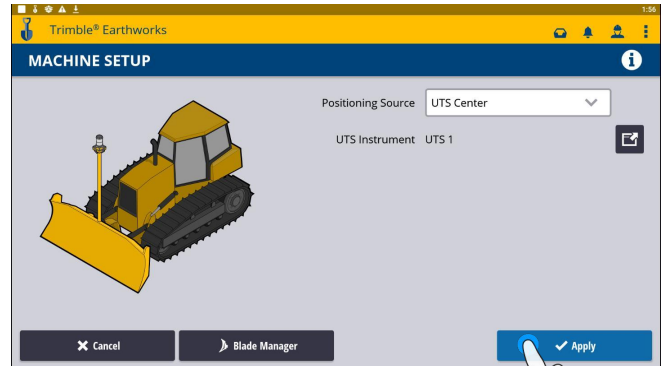 1:56
Trimble® Earthworks
MACHINE SETUP
Positioning Source UTS Center
UTS Instrument UTS 1
Cancel Blade Manager Apply